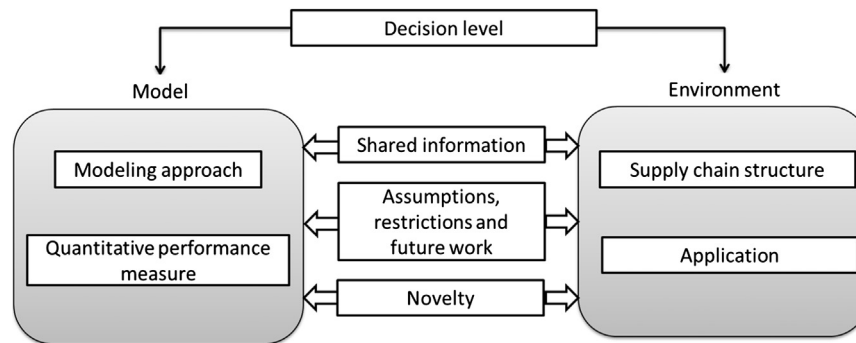 Decision level
Model
Environment
Shared information
Modeling approach
Supply chain structure
Assumptions,
restrictions and
future work
Quantitative performance
measure
Application
Novelty